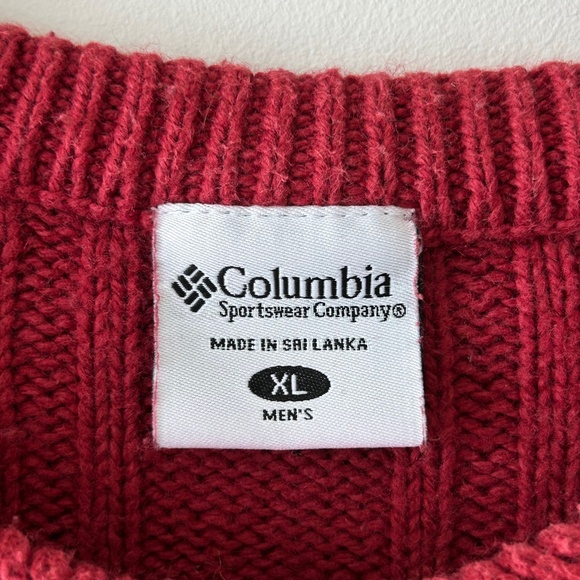 Columbia
Sportswear Company®
MADE IN SRI LANKA
XL
MEN'S